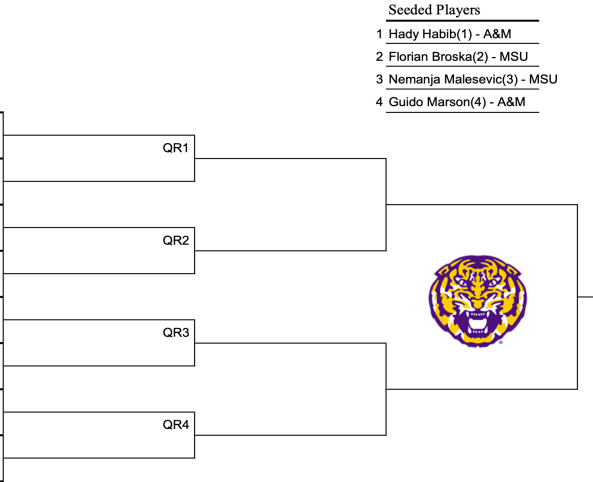 Seeded Players
1 Hady Habib(1) - A&M
2 Florian Broska(2) - MSU
3 Nemanja Malesevic(3) - MSU
4 Guido Marson(4) - A&M
QR1
QR2
QR3
QR4